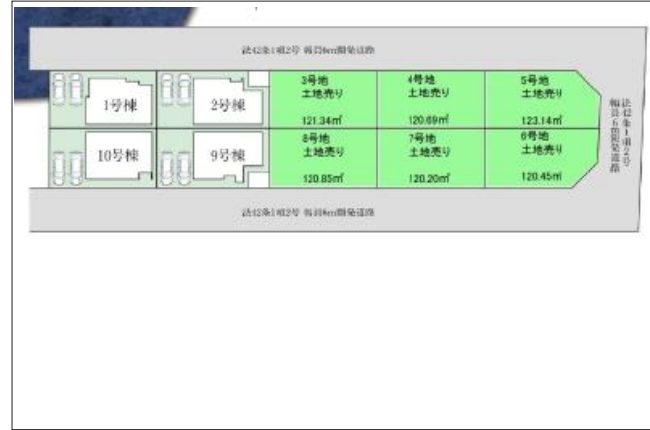 法42条1項2号 幅員6m開発道路
3号地
土地売り
121.34㎡
4号地
土地売り
120.69㎡
5号地
土地売り
123.14㎡
1号棟
2号棟
10号棟
9号棟
8号地
土地売り
120.85㎡
7号地
土地売り
120.20㎡
6号地
土地売り
120.45㎡
法42条1項2号
幅員6m開発道路
法42条1項2号 幅員6m開発道路